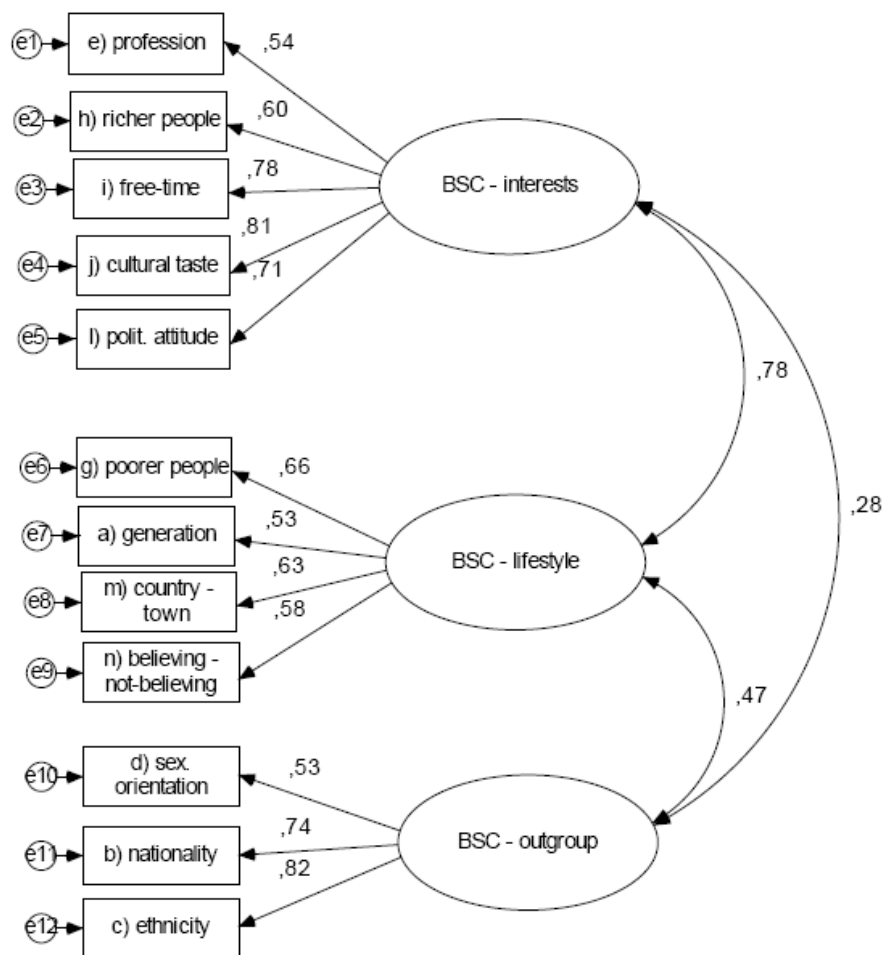 e1
e) profession
,54
e2
h) richer people
,60
e3
i) free-time
,78
e4
j) cultural taste
,81
e5
l) polit. attitude
,71
BSC - interests
,78
,28
e6
g) poorer people
,66
e7
a) generation
,53
e8
m) country -
town
,63
e9
n) believing -
not-believing
,58
BSC - lifestyle
,47
e10
d) sex.
orientation
,53
e11
b) nationality
,74
e12
c) ethnicity
,82
BSC - outgroup